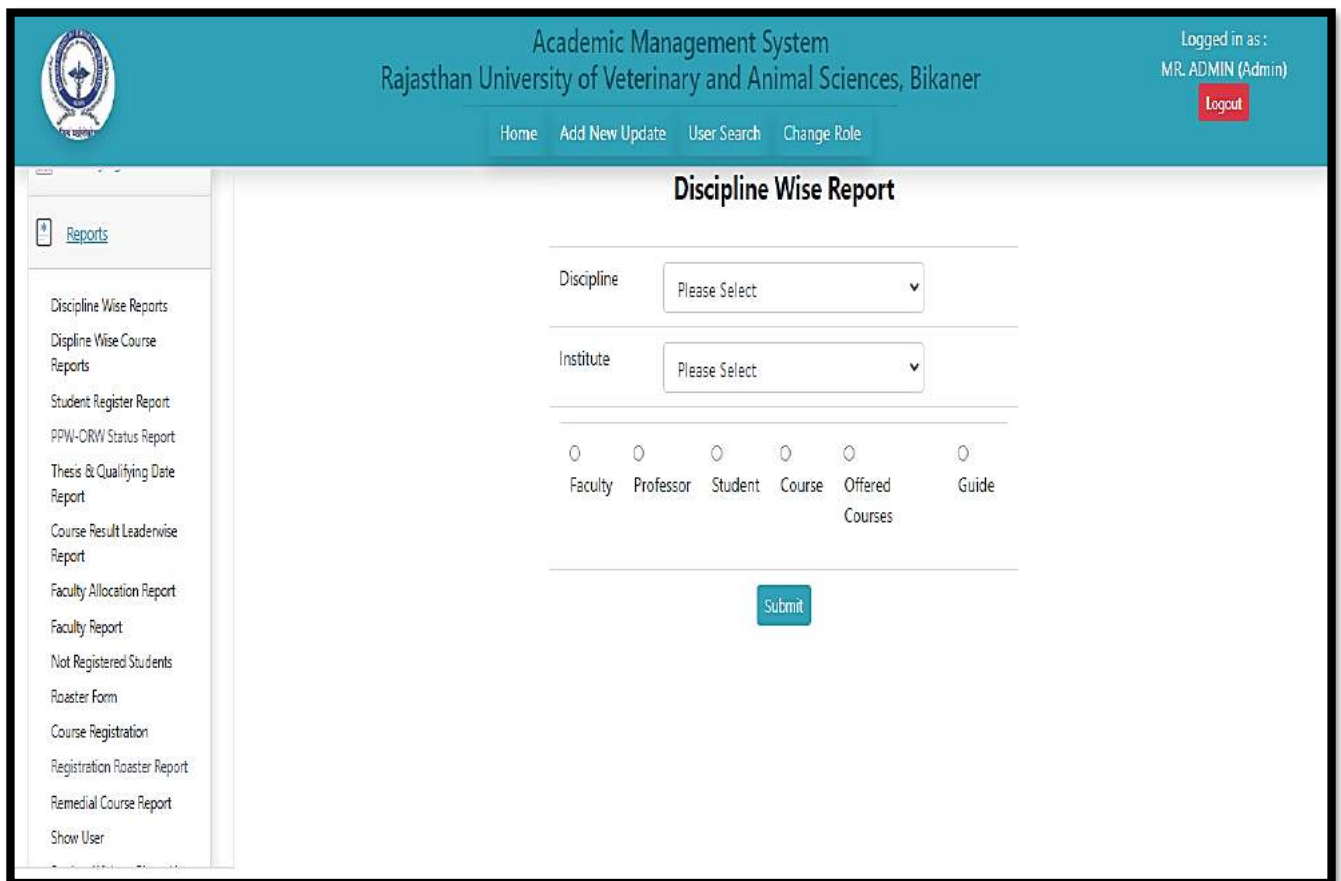 Academic Management System
Rajasthan University of Veterinary and Animal Sciences, Bikaner
Logged in as :
MR. ADMIN (Admin)
Logout
Home Add New Update User Search Change Role
Reports
Discipline Wise Reports
Displine Wise Course
Reports
Student Register Report
PPW-ORW Status Report
Thesis & Qualifying Date
Report
Course Result Leaderwise
Report
Faculty Allocation Report
Faculty Report
Not Registered Students
Roaster Form
Course Registration
Registration Roaster Report
Remedial Course Report
Show User
Discipline Wise Report
Discipline Please Select
Institute Please Select
Faculty Professor Student Course Offered Guide
Courses
Submit